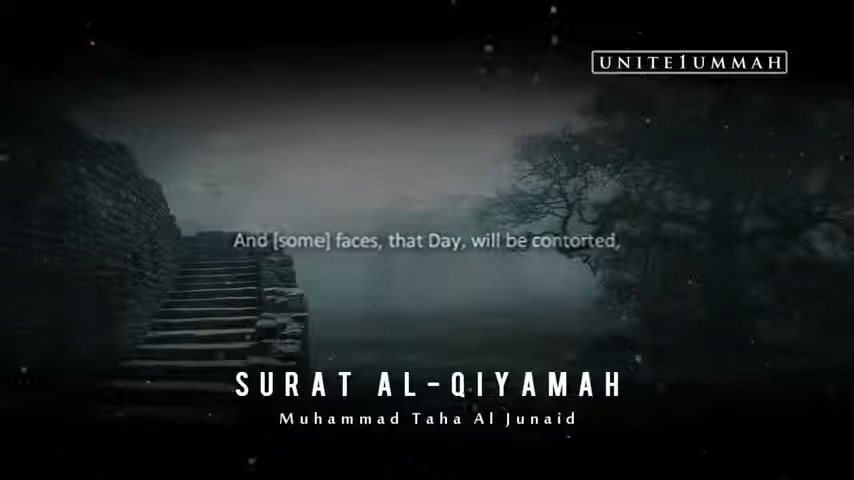 UNITE1UMMAH
And [some] faces, that Day, will be contorted,
SURAT AL-QIYAMAH
Muhammad Taha Al Junaid